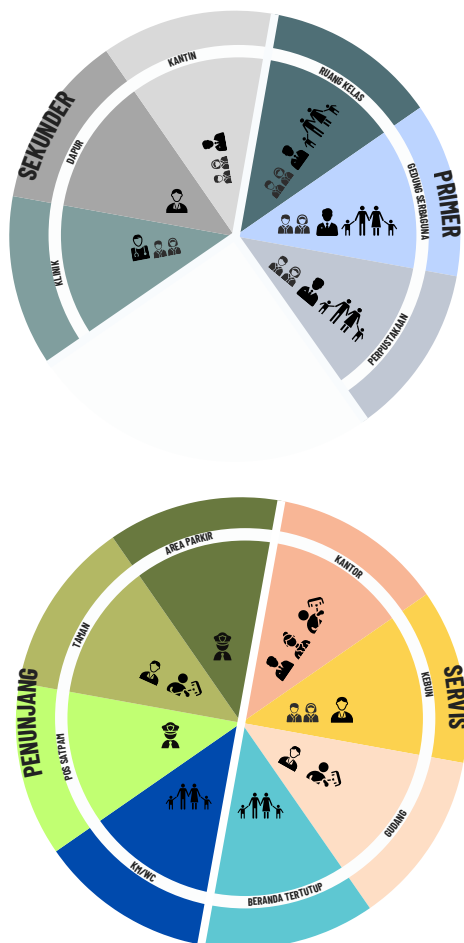 KANTIN
RUANG KELAS
SEKUNDER
DAPUR
GEDUNG SERBAGUNA
PRIMER
KLINIK
PERPUSTAKAAN
AREA PARKIR
KANTOR
TAMAN
KEBUN
SERVIS
PENUNJANG
POS SATPAM
GUDANG
KM/WC
BERANDA TERTUTUP